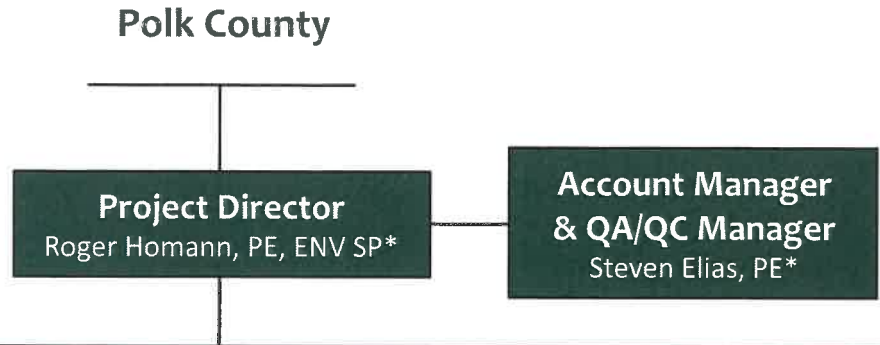 Polk County
Project Director
Roger Homann, PE, ENV SP*
Account Manager
& QA/QC Manager
Steven Elias, PE*